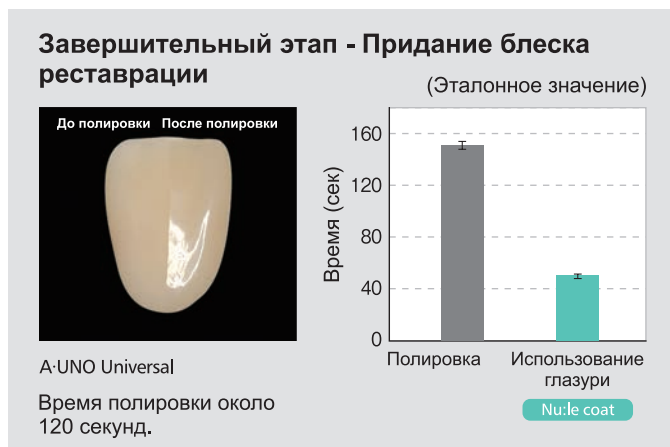 Завершительный этап - Придание блеска
реставрации
(Эталонное значение)
До полировки После полировки
160
120
80
40
0
Время (сек)
Полировка
Использование
глазури
Nu:le coat
A·UNO Universal
Время полировки около
120 секунд.